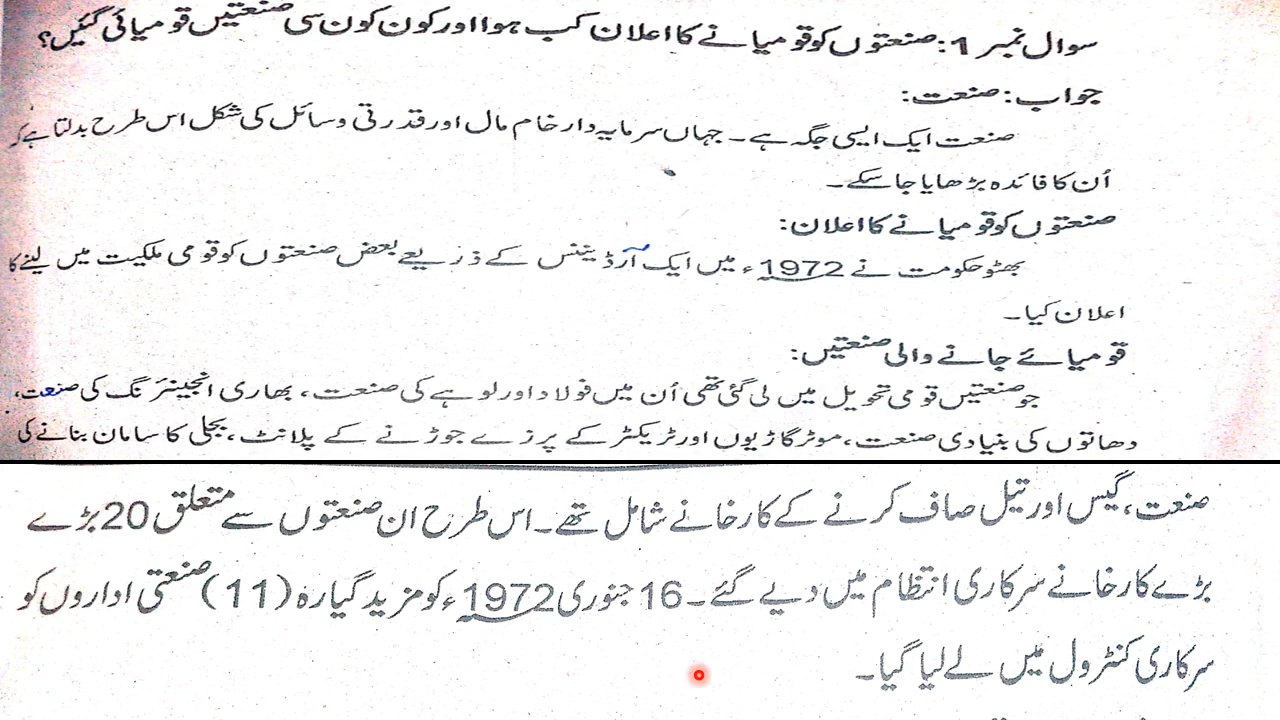 سوال نمبر 1: صنعتوں کو قومیانے کا اعلان کب ہوا اور کون کون سی صنعتیں قومیائی گئیں؟
جواب: صنعت:
صنعت ایک ایسی جگہ ہے۔ جہاں سرمایہ دار خام مال اور قدرتی وسائل کی شکل اس طرح بدلتا ہے کہ
اُن کا فائدہ بڑھایا جا سکے۔
صنعتوں کو قومیانے کا اعلان:
بھٹو حکومت نے 1972ء میں ایک آرڈیننس کے ذریعے بعض صنعتوں کو قومی ملکیت میں لینے کا
اعلان کیا۔
قومیائے جانے والی صنعتیں:
جو صنعتیں قومی تحویل میں لی گئی تھی اُن میں فولاد اور لوہے کی صنعت، بھاری انجینئرنگ کی صنعت،
دھاتوں کی بنیادی صنعت، موٹر گاڑیوں اور ٹریکٹر کے پرزے جوڑنے کے پلانٹ، بجلی کا سامان بنانے کی
صنعت، گیس اور تیل صاف کرنے کے کارخانے شامل تھے۔ اس طرح ان صنعتوں سے متعلق 20 بڑے
بڑے کارخانے سرکاری انتظام میں دیے گئے۔ 16 جنوری 1972ء کو مزید گیارہ (11) صنعتی اداروں کو
سرکاری کنٹرول میں لے لیا گیا۔